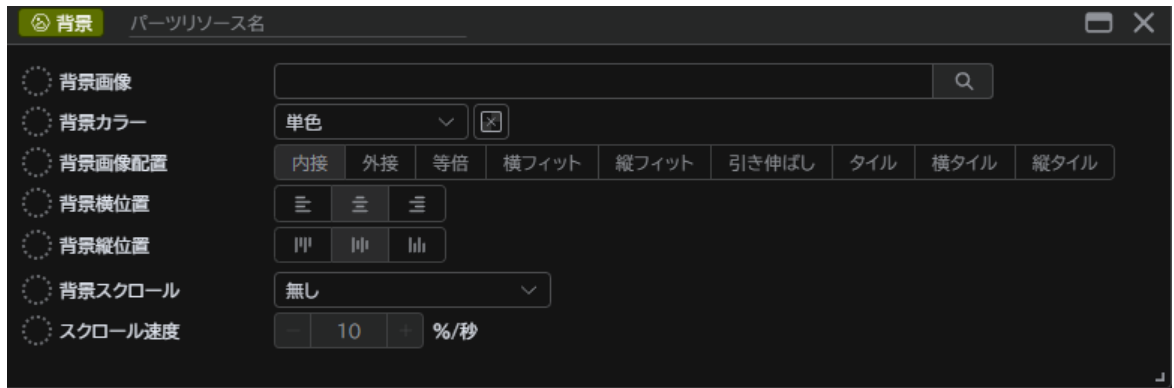 背景 パーツリソース名
背景画像
背景カラー 単色
背景画像配置 内接 外接 等倍 横フィット 縦フィット 引き伸ばし タイル 横タイル 縦タイル
背景横位置
背景縦位置
背景スクロール 無し
スクロール速度 10 %/秒